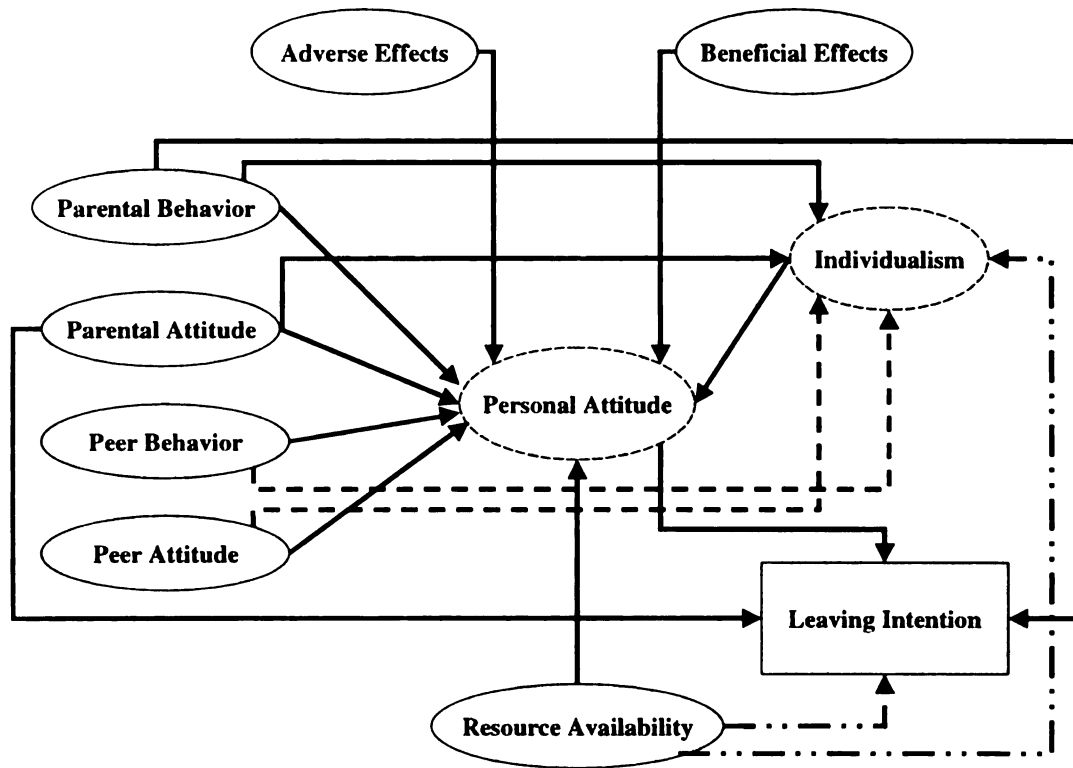 Adverse Effects
Beneficial Effects
Parental Behavior
Individualism
Parental Attitude
Personal Attitude
Peer Behavior
Peer Attitude
Leaving Intention
Resource Availability